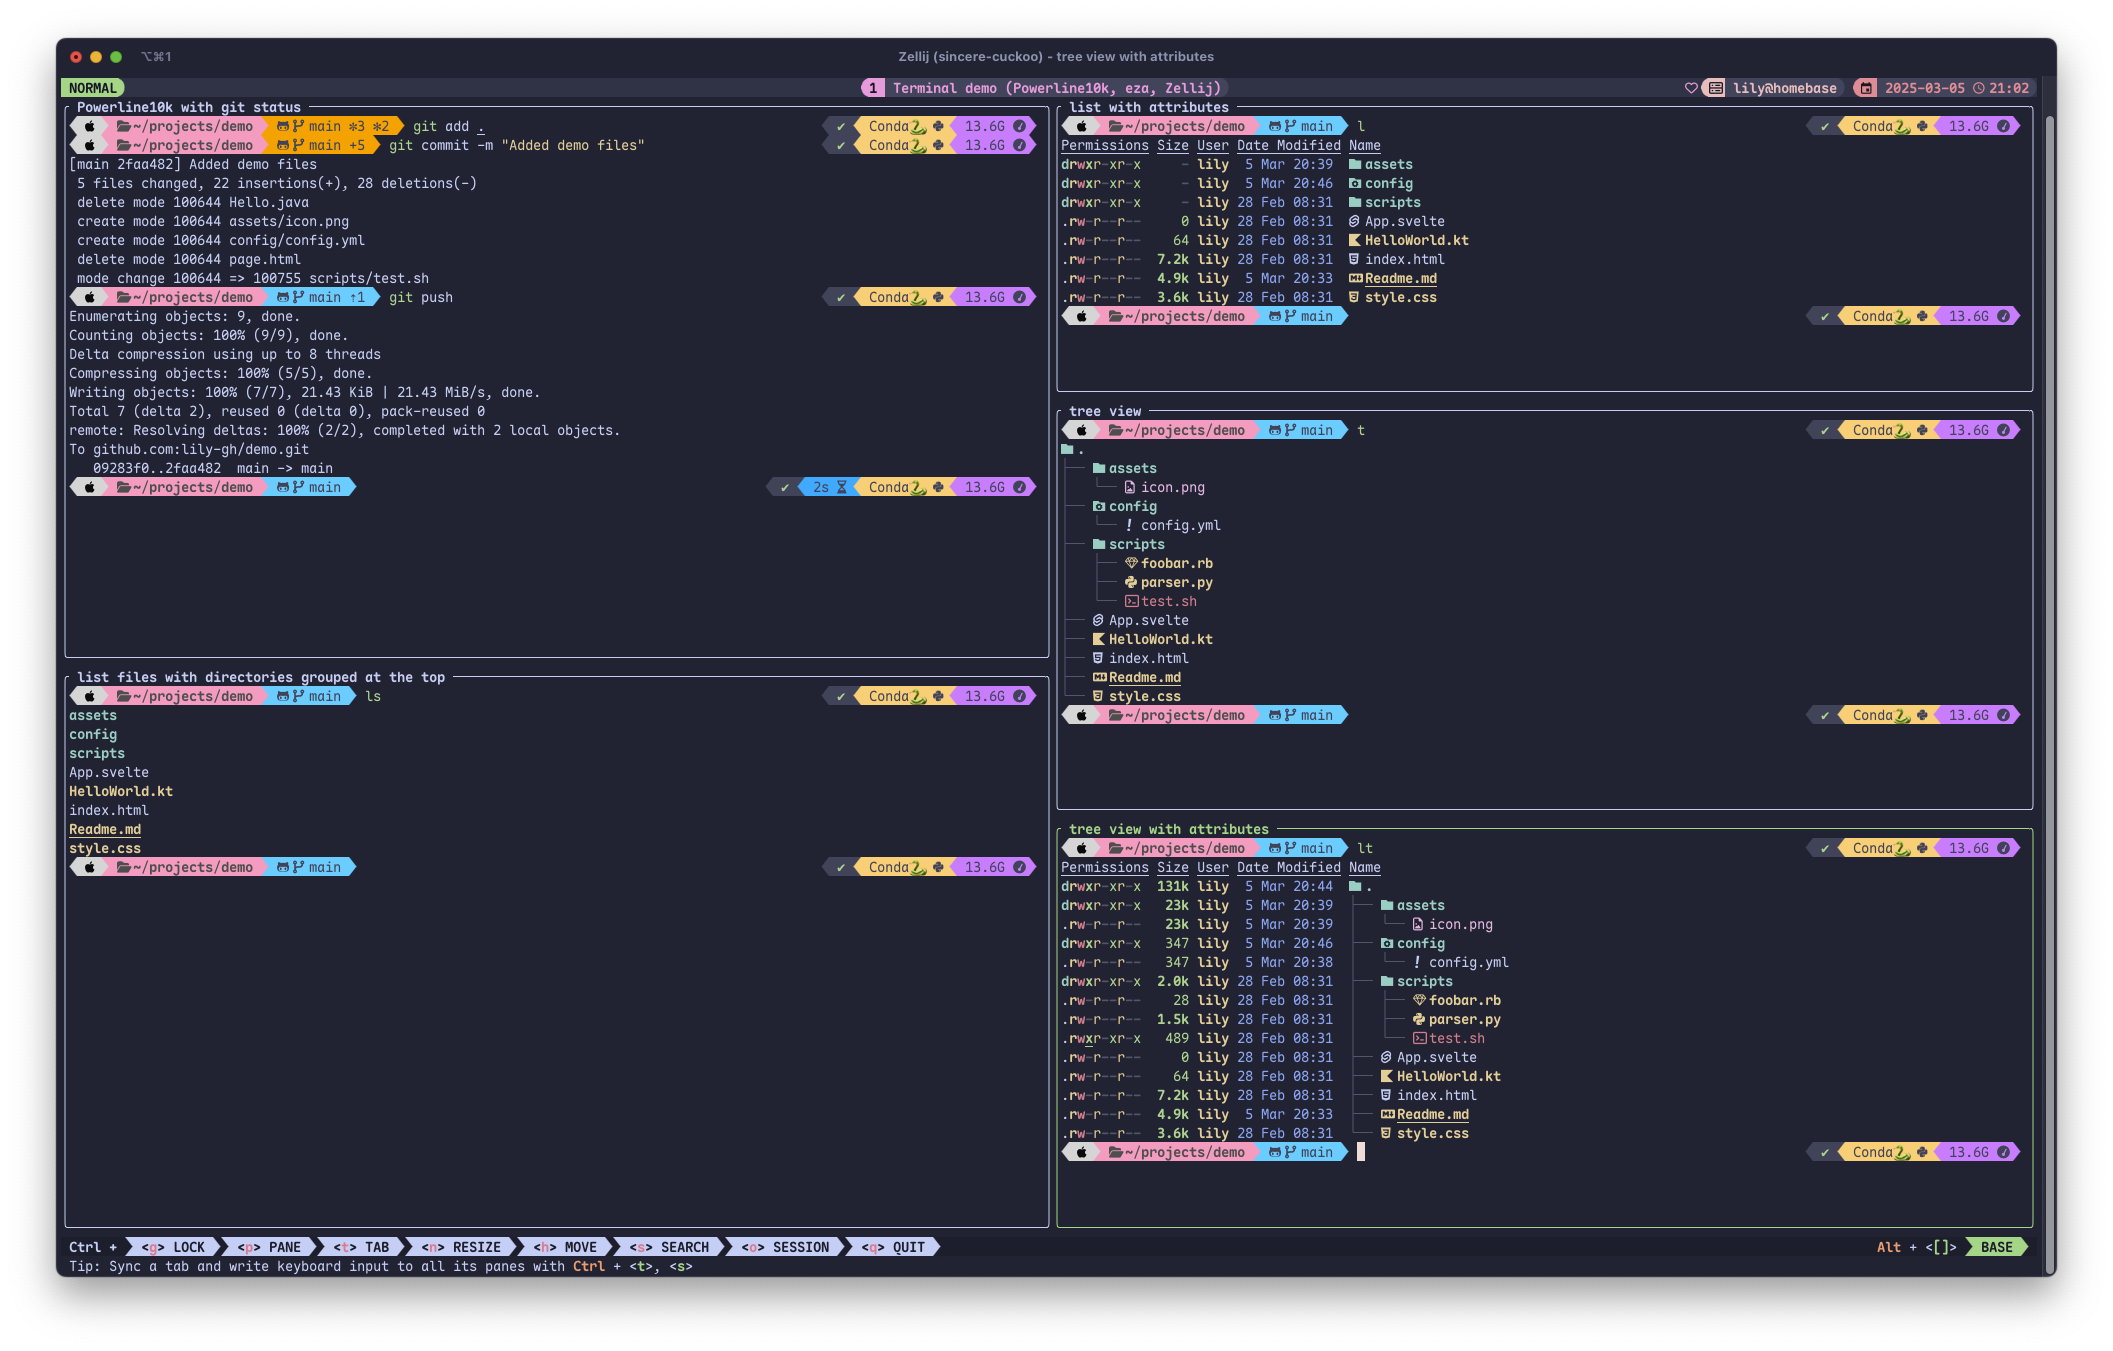 ⌥⌘1 Zellij (sincere-cuckoo) - tree view with attributes
NORMAL 1 Terminal demo (Powerline10k, eza, Zellij) lily@homebase 2025-03-05 21:02
Powerline10k with git status
~/projects/demo main ✻3 ✻2 git add . ✔ Conda 13.6G
~/projects/demo main +5 git commit -m "Added demo files" ✔ Conda 13.6G
[main 2faa482] Added demo files
5 files changed, 22 insertions(+), 28 deletions(-)
delete mode 100644 Hello.java
create mode 100644 assets/icon.png
create mode 100644 config/config.yml
delete mode 100644 page.html
mode change 100644 => 100755 scripts/test.sh
~/projects/demo main ⇡1 git push ✔ Conda 13.6G
Enumerating objects: 9, done.
Counting objects: 100% (9/9), done.
Delta compression using up to 8 threads
Compressing objects: 100% (5/5), done.
Writing objects: 100% (7/7), 21.43 KiB | 21.43 MiB/s, done.
Total 7 (delta 2), reused 0 (delta 0), pack-reused 0
remote: Resolving deltas: 100% (2/2), completed with 2 local objects.
To github.com:lily-gh/demo.git
09283f0..2faa482 main -> main
~/projects/demo main ✔ 2s Conda 13.6G
list files with directories grouped at the top
~/projects/demo main ls ✔ Conda 13.6G
assets
config
scripts
App.svelte
HelloWorld.kt
index.html
Readme.md
style.css
~/projects/demo main ✔ Conda 13.6G
list with attributes
~/projects/demo main l ✔ Conda 13.6G
Permissions Size User Date Modified Name
drwxr-xr-x - lily 5 Mar 20:39 assets
drwxr-xr-x - lily 5 Mar 20:46 config
drwxr-xr-x - lily 28 Feb 08:31 scripts
.rw-r--r-- 0 lily 28 Feb 08:31 App.svelte
.rw-r--r-- 64 lily 28 Feb 08:31 HelloWorld.kt
.rw-r--r-- 7.2k lily 28 Feb 08:31 index.html
.rw-r--r-- 4.9k lily 5 Mar 20:33 Readme.md
.rw-r--r-- 3.6k lily 28 Feb 08:31 style.css
~/projects/demo main ✔ Conda 13.6G
tree view
~/projects/demo main t ✔ Conda 13.6G
.
├── assets
│ └── icon.png
├── config
│ └── ! config.yml
├── scripts
│ ├── foobar.rb
│ ├── parser.py
│ └── test.sh
├── App.svelte
├── HelloWorld.kt
├── index.html
├── Readme.md
└── style.css
~/projects/demo main ✔ Conda 13.6G
tree view with attributes
~/projects/demo main lt ✔ Conda 13.6G
Permissions Size User Date Modified Name
drwxr-xr-x 131k lily 5 Mar 20:44 .
drwxr-xr-x 23k lily 5 Mar 20:39 ├── assets
.rw-r--r-- 23k lily 5 Mar 20:39 │ └── icon.png
drwxr-xr-x 347 lily 5 Mar 20:46 ├── config
.rw-r--r-- 347 lily 5 Mar 20:38 │ └── ! config.yml
drwxr-xr-x 2.0k lily 28 Feb 08:31 ├── scripts
.rw-r--r-- 28 lily 28 Feb 08:31 │ ├── foobar.rb
.rw-r--r-- 1.5k lily 28 Feb 08:31 │ ├── parser.py
.rwxr-xr-x 489 lily 28 Feb 08:31 │ └── test.sh
.rw-r--r-- 0 lily 28 Feb 08:31 ├── App.svelte
.rw-r--r-- 64 lily 28 Feb 08:31 ├── HelloWorld.kt
.rw-r--r-- 7.2k lily 28 Feb 08:31 ├── index.html
.rw-r--r-- 4.9k lily 5 Mar 20:33 ├── Readme.md
.rw-r--r-- 3.6k lily 28 Feb 08:31 └── style.css
~/projects/demo main ✔ Conda 13.6G
Ctrl + <g> LOCK <p> PANE <t> TAB <n> RESIZE <h> MOVE <s> SEARCH <o> SESSION <q> QUIT Alt + <[]> BASE
Tip: Sync a tab and write keyboard input to all its panes with Ctrl + <t>, <s>